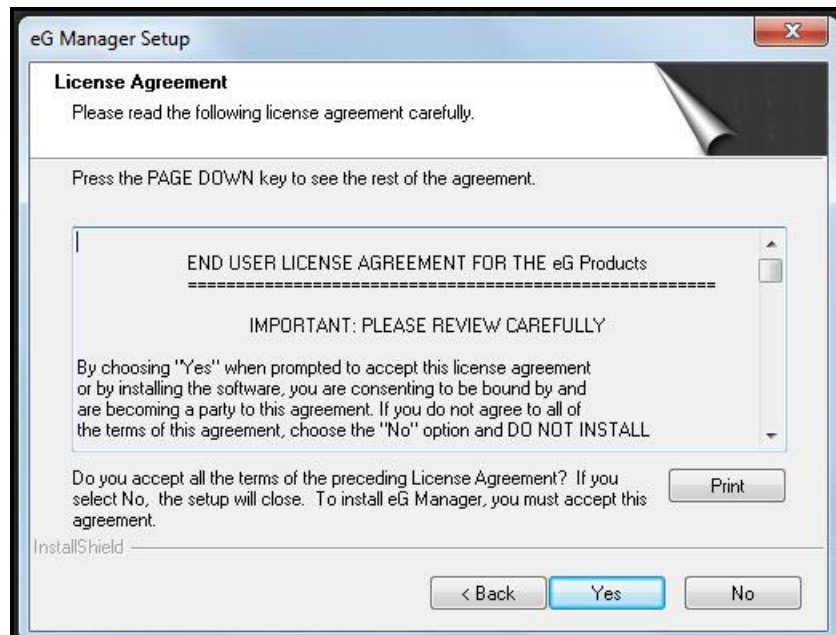 eG Manager Setup
License Agreement
Please read the following license agreement carefully.
Press the PAGE DOWN key to see the rest of the agreement.
END USER LICENSE AGREEMENT FOR THE eG Products
=======================================================
IMPORTANT: PLEASE REVIEW CAREFULLY
By choosing "Yes" when prompted to accept this license agreement
or by installing the software, you are consenting to be bound by and
are becoming a party to this agreement. If you do not agree to all of
the terms of this agreement, choose the "No" option and DO NOT INSTALL
Do you accept all the terms of the preceding License Agreement? If you
select No, the setup will close. To install eG Manager, you must accept this
agreement.
Print
InstallShield
< Back
Yes
No